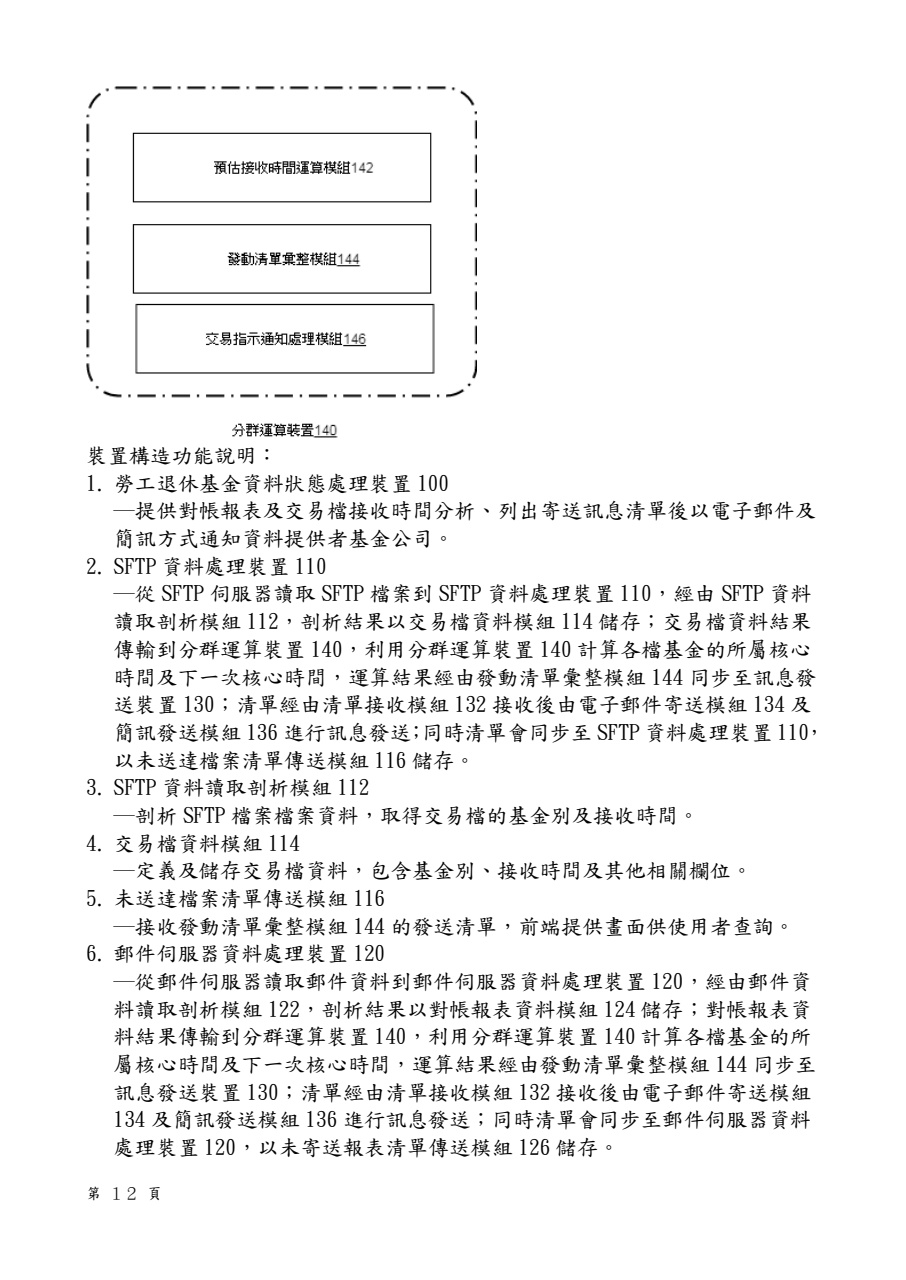 預估接收時間運算模組142
發動清單彙整模組144
交易指示通知處理模組146
分群運算裝置140
裝置構造功能說明：
1. 勞工退休基金資料狀態處理裝置 100
—提供對帳報表及交易檔接收時間分析、列出寄送訊息清單後以電子郵件及
簡訊方式通知資料提供者基金公司。
2. SFTP 資料處理裝置 110
—從 SFTP 伺服器讀取 SFTP 檔案到 SFTP 資料處理裝置 110，經由 SFTP 資料
讀取剖析模組 112，剖析結果以交易檔資料模組 114 儲存；交易檔資料結果
傳輸到分群運算裝置 140，利用分群運算裝置 140 計算各檔基金的所屬核心
時間及下一次核心時間，運算結果經由發動清單彙整模組 144 同步至訊息發
送裝置 130；清單經由清單接收模組 132 接收後由電子郵件寄送模組 134 及
簡訊發送模組 136 進行訊息發送；同時清單會同步至 SFTP 資料處理裝置 110，
以未送達檔案清單傳送模組 116 儲存。
3. SFTP 資料讀取剖析模組 112
—剖析 SFTP 檔案檔案資料，取得交易檔的基金別及接收時間。
4. 交易檔資料模組 114
—定義及儲存交易檔資料，包含基金別、接收時間及其他相關欄位。
5. 未送達檔案清單傳送模組 116
—接收發動清單彙整模組 144 的發送清單，前端提供畫面供使用者查詢。
6. 郵件伺服器資料處理裝置 120
—從郵件伺服器讀取郵件資料到郵件伺服器資料處理裝置 120，經由郵件資
料讀取剖析模組 122，剖析結果以對帳報表資料模組 124 儲存；對帳報表資
料結果傳輸到分群運算裝置 140，利用分群運算裝置 140 計算各檔基金的所
屬核心時間及下一次核心時間，運算結果經由發動清單彙整模組 144 同步至
訊息發送裝置 130；清單經由清單接收模組 132 接收後由電子郵件寄送模組
134 及簡訊發送模組 136 進行訊息發送；同時清單會同步至郵件伺服器資料
處理裝置 120，以未寄送報表清單傳送模組 126 儲存。
第 12 頁